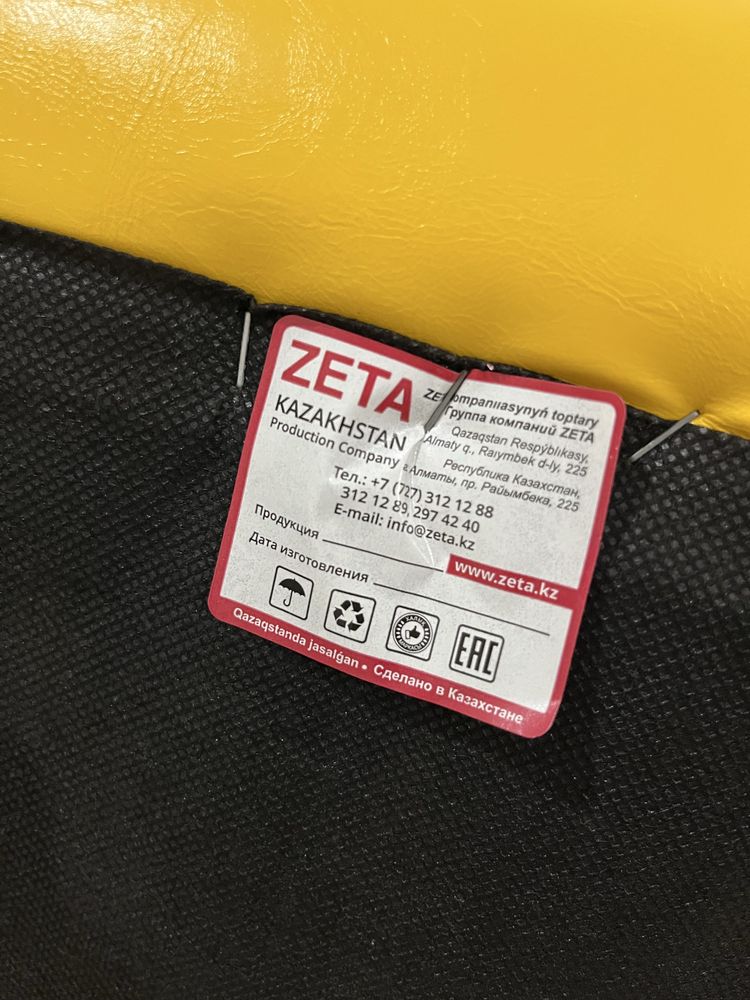 ZETA
KAZAKHSTAN
Production Company
toptary
Группа компаний ZETA
Qazaqstan Respýblıkasy,
Almaty q., Raıymbek d-ly, 225
Республика Казахстан,
г.Алматы, пр. Райымбека, 225
Тел.: +7 (727) 312 12 88
312 12 89, 297 42 40
E-mail: info@zeta.kz
Продукция
Дата изготовления
www.zeta.kz
EAC
Qazaqstanda jasalǵan • Сделано в Казахстане